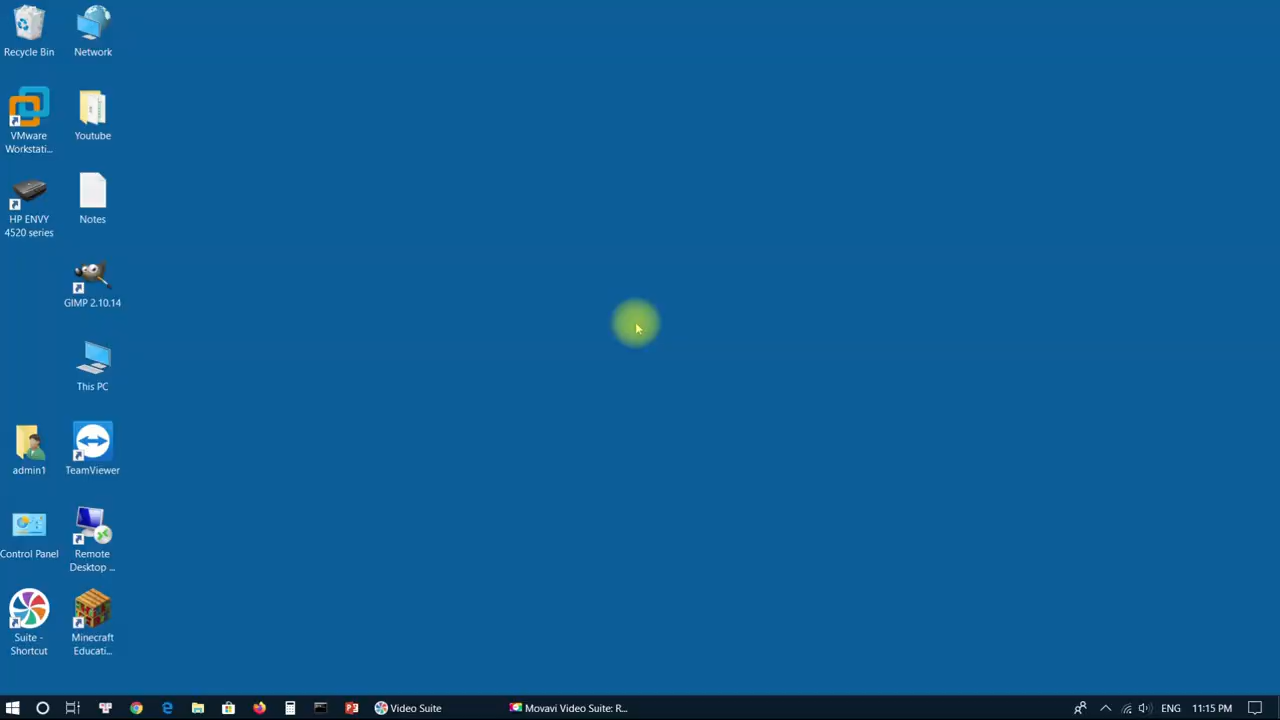 Recycle Bin
Network
VMware
Workstati...
Youtube
HP ENVY
4520 series
Notes
GIMP 2.10.14
This PC
admin1
TeamViewer
Control Panel
Remote
Desktop ...
Suite -
Shortcut
Minecraft
Educati...
Video Suite
Movavi Video Suite: R...
ENG
11:15 PM